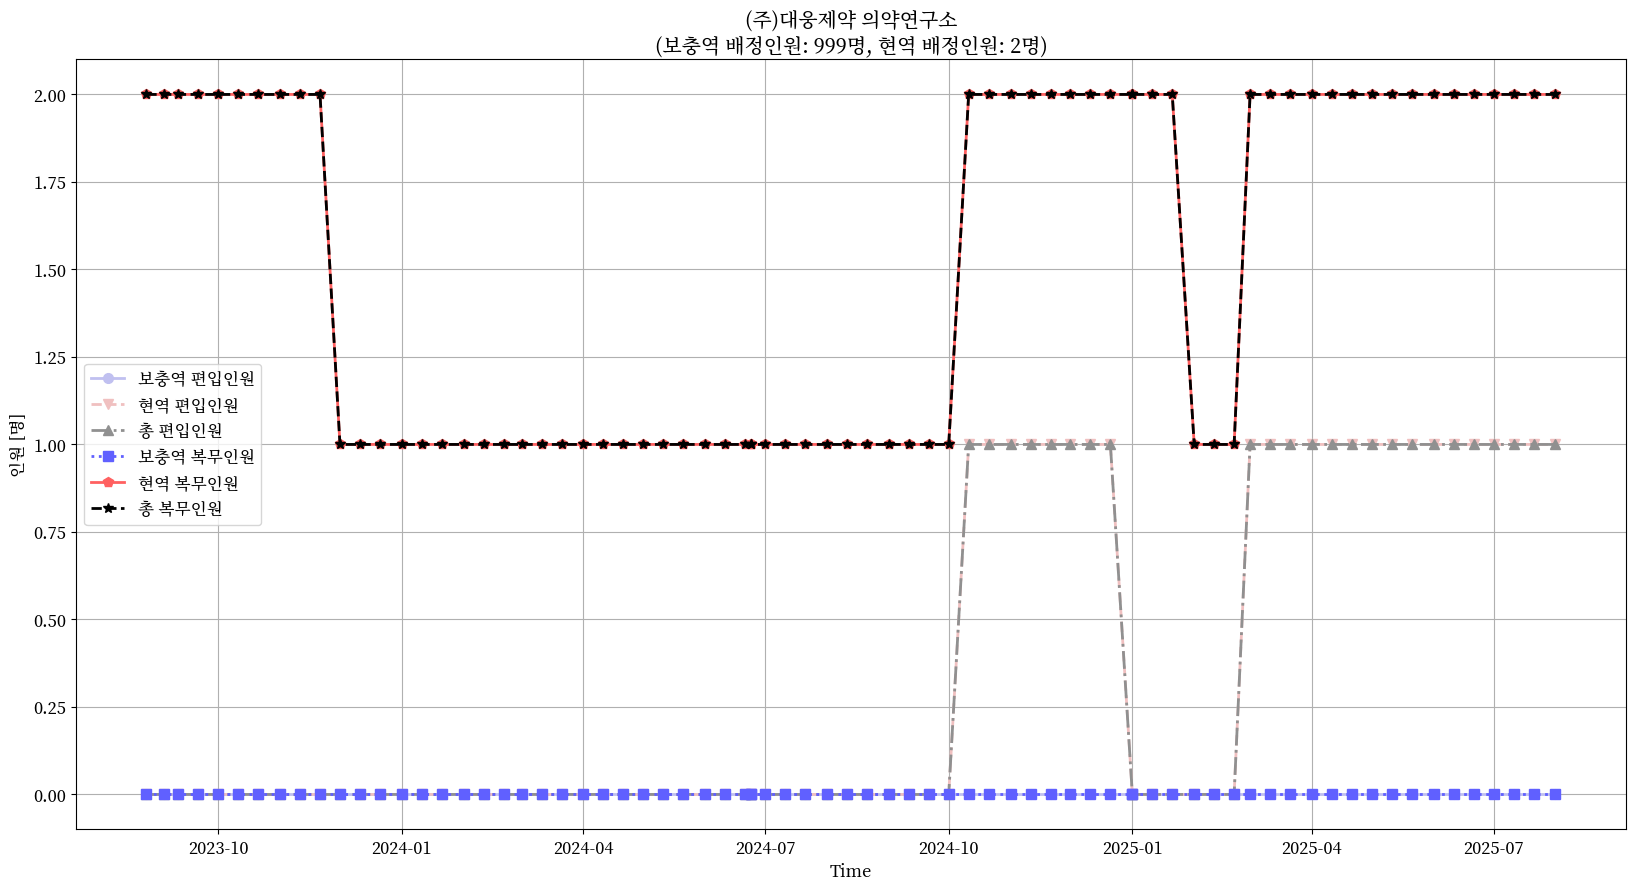 (주)대웅제약 의약연구소
(보충역 배정인원: 999명, 현역 배정인원: 2명)
인원 [명]
2.00
1.75
1.50
1.25
1.00
0.75
0.50
0.25
0.00
보충역 편입인원
현역 편입인원
총 편입인원
보충역 복무인원
현역 복무인원
총 복무인원
2023-10
2024-01
2024-04
2024-07
2024-10
2025-01
2025-04
2025-07
Time